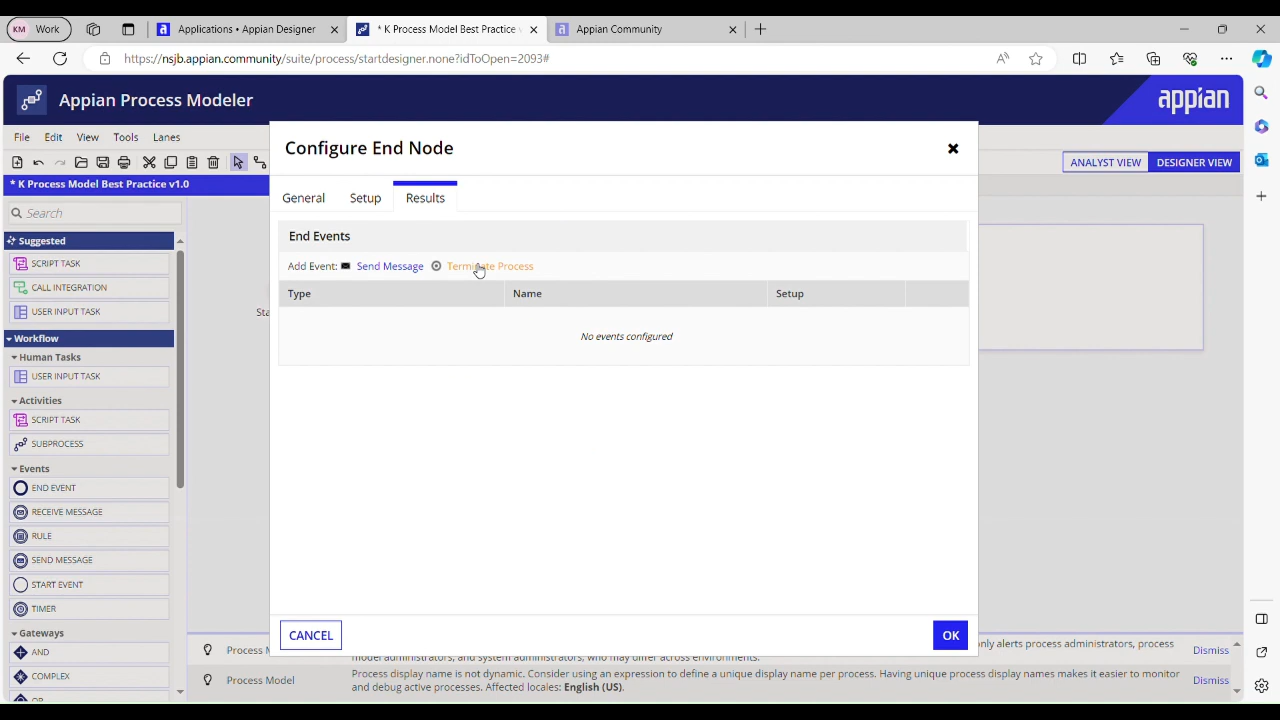 KM Work
Applications • Appian Designer
* K Process Model Best Practice v
Appian Community
https://nsjb.appian.community/suite/process/startdesigner.none?idToOpen=2093#
Appian Process Modeler
appian
File Edit View Tools Lanes
ANALYST VIEW DESIGNER VIEW
* K Process Model Best Practice v1.0
Search
Suggested
SCRIPT TASK
CALL INTEGRATION
USER INPUT TASK
Workflow
Human Tasks
USER INPUT TASK
Activities
SCRIPT TASK
SUBPROCESS
Events
END EVENT
RECEIVE MESSAGE
RULE
SEND MESSAGE
START EVENT
TIMER
Gateways
AND
COMPLEX
OR
Sta
Configure End Node
General Setup Results
End Events
Add Event: Send Message Terminate Process
Type Name Setup
No events configured
CANCEL OK
Process M
only alerts process administrators, process
model administrators, and system administrators, who may differ across environments.
Dismiss
Process Model
Process display name is not dynamic. Consider using an expression to define a unique display name per process. Having unique process display names makes it easier to monitor
and debug active processes. Affected locales: English (US).
Dismiss